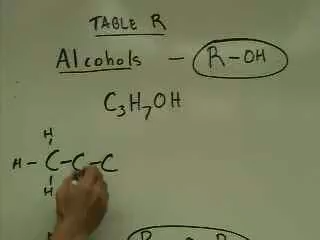 TABLE R
Alcohols — R-OH
C₃H₇OH
H
H-C-C-C
H